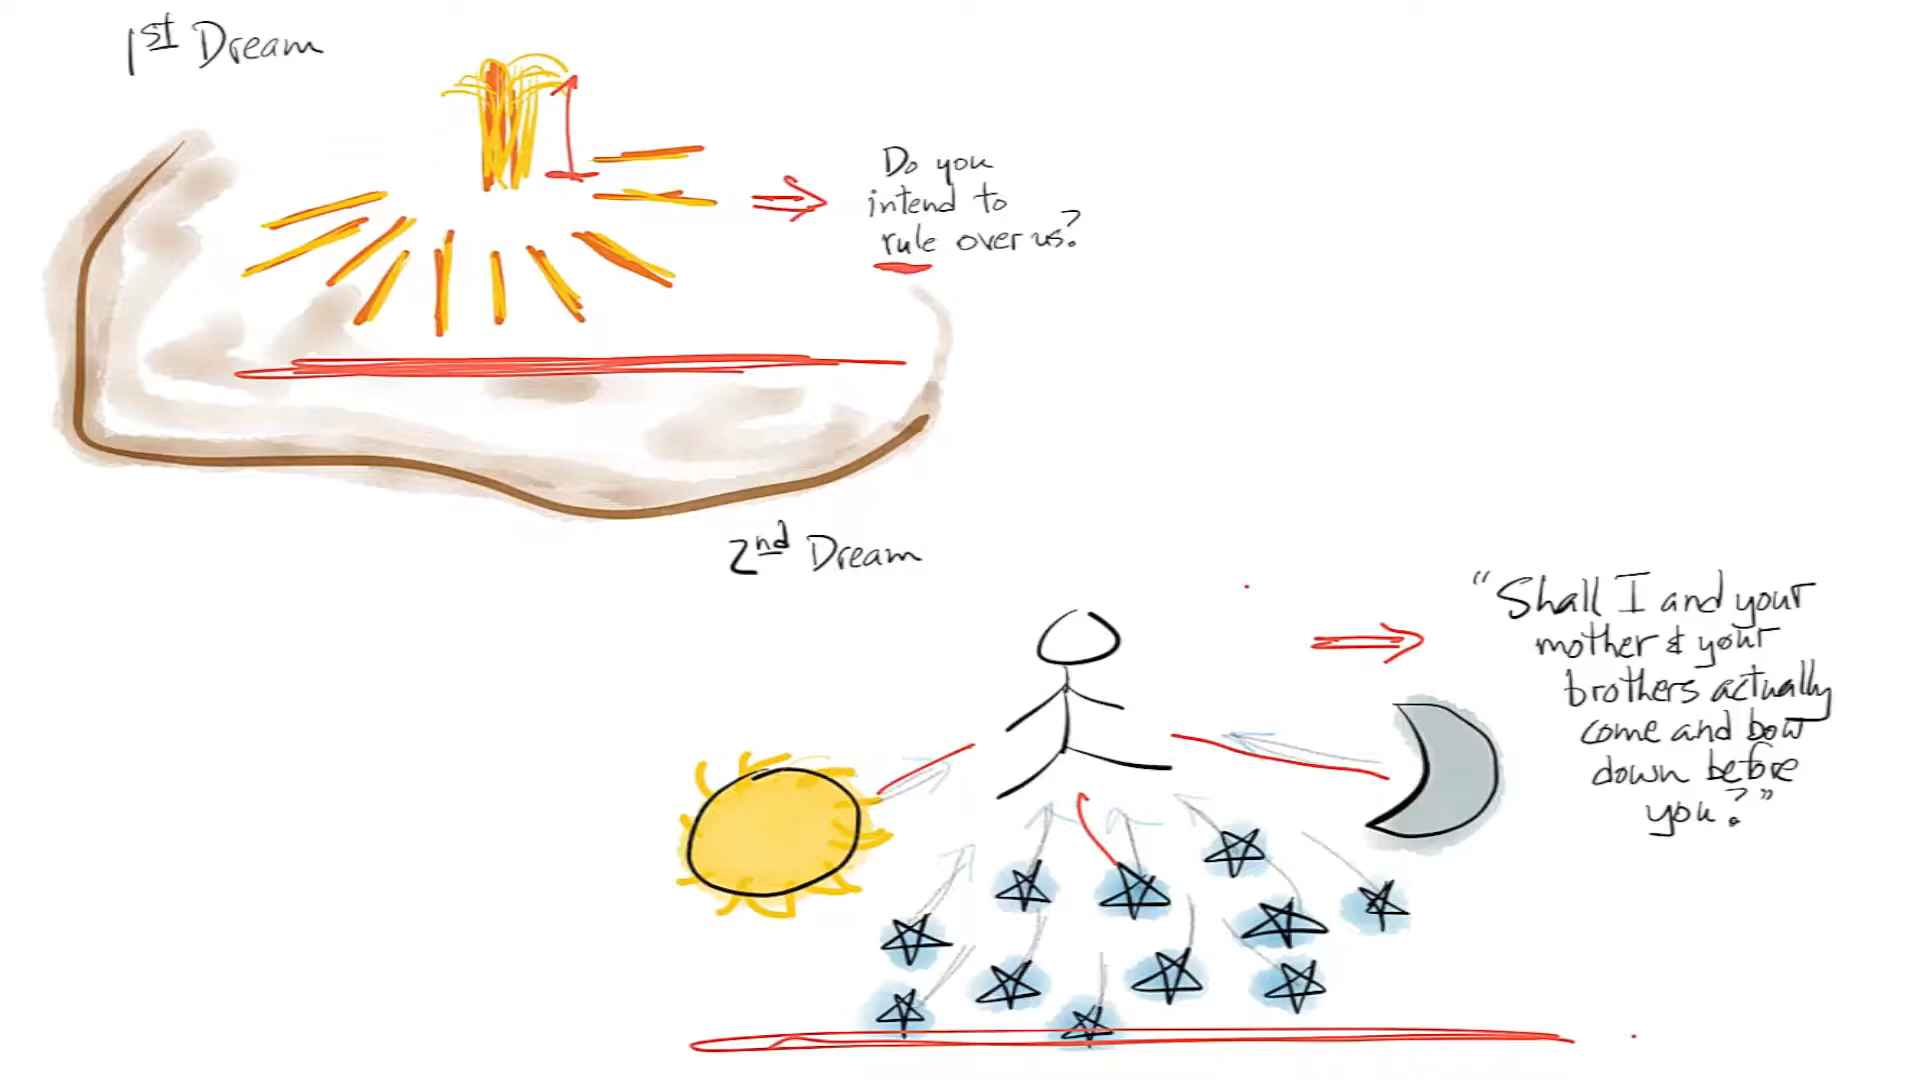 1st Dream
Do you
intend to
rule over us?
2nd Dream
"Shall I and your
mother & your
brothers actually
come and bow
down before
you?"